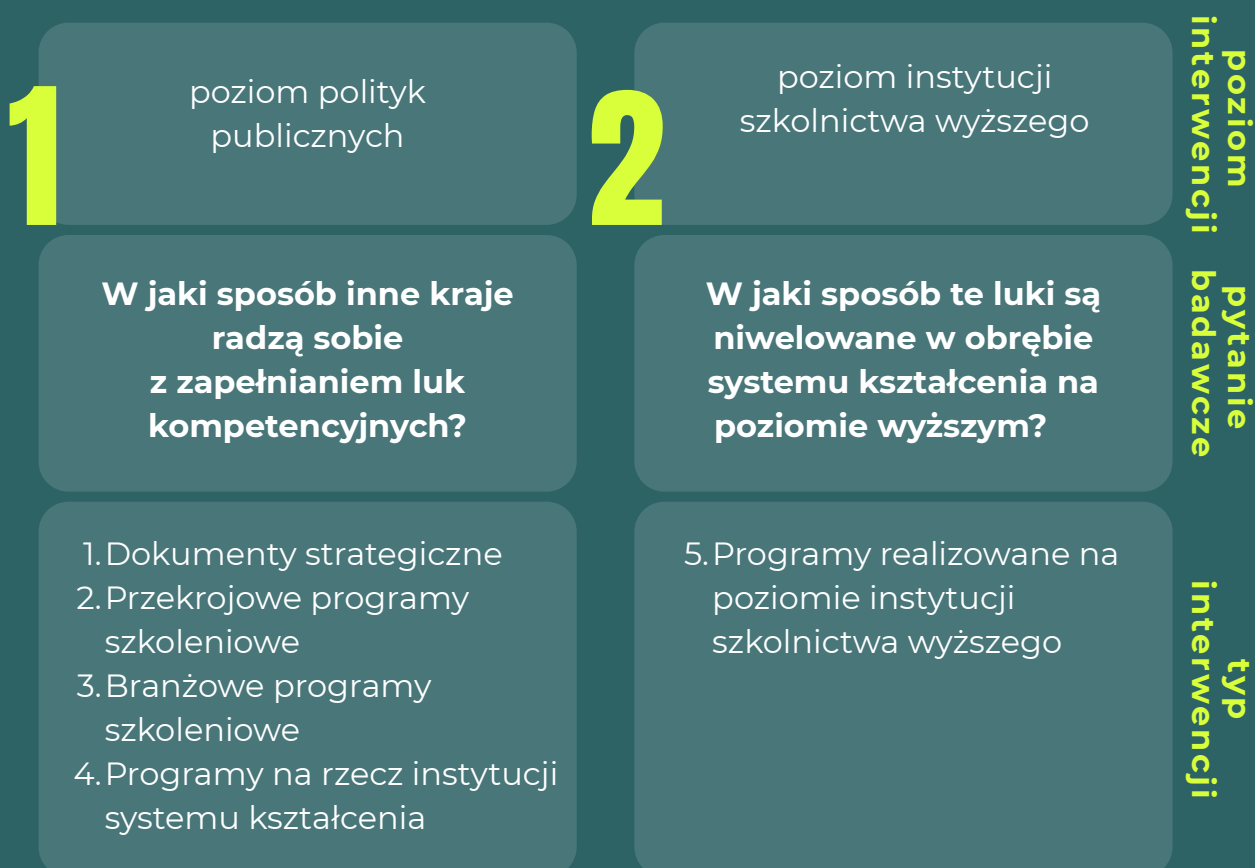 1
poziom polityk
publicznych
2
poziom instytucji
szkolnictwa wyższego
poziom
interwencji
W jaki sposób inne kraje
radzą sobie
z zapełnianiem luk
kompetencyjnych?
W jaki sposób te luki są
niwelowane w obrębie
systemu kształcenia na
poziomie wyższym?
pytanie
badawcze
1. Dokumenty strategiczne
2. Przekrojowe programy
szkoleniowe
3. Branżowe programy
szkoleniowe
4. Programy na rzecz instytucji
systemu kształcenia
5. Programy realizowane na
poziomie instytucji
szkolnictwa wyższego
typ
interwencji